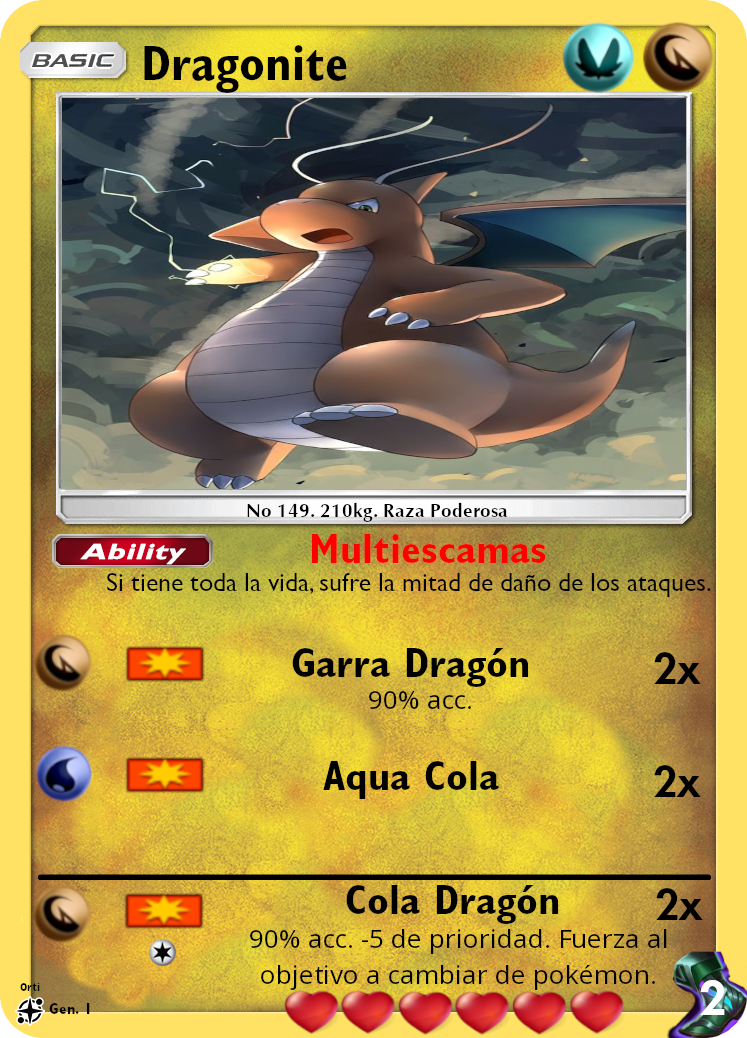 BASIC Dragonite
No 149. 210kg. Raza Poderosa
Ability Multiescamas
Si tiene toda la vida, sufre la mitad de daño de los ataques.
Garra Dragón 2x
90% acc.
Aqua Cola 2x
Cola Dragón 2x
90% acc. -5 de prioridad. Fuerza al
objetivo a cambiar de pokémon.
Orti
Gen. I
2